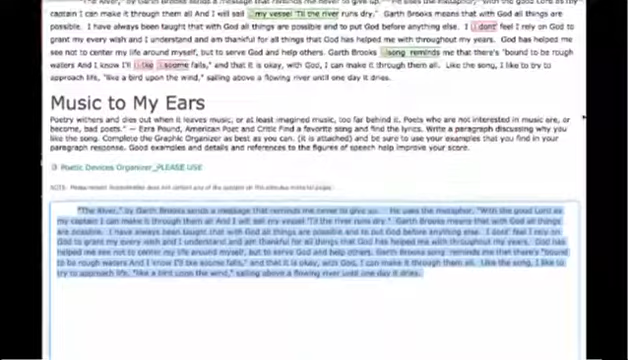 "The River," by Garth Brooks sends a message that reminds me never to give up. He uses the metaphor, "With the good Lord as my
captain I can make it through them all And I will sail my vessel 'Til the river runs dry." Garth Brooks means that with God all things are
possible. I have always been taught that with God all things are possible and to put God before anything else. I dont' feel I rely on God to
grant my every wish and I understand and am thankful for all things that God has helped me with throughout my years. God has helped me
see not to center my life around myself, but to serve God and help others. Garth Brooks song reminds me that there's "bound to be rough
waters And I know I'll take some falls," and that it is okay, with God, I can make it through them all. Like the song, I like to try to
approach life, "like a bird upon the wind," sailing above a flowing river until one day it dries.
Music to My Ears
Poetry withers and dies out when it leaves music, or at least imagined music, too far behind it. Poets who are not interested in music are, or
become, bad poets." — Ezra Pound, American Poet and Critic Find a favorite song and find the lyrics. Write a paragraph discussing why you
like the song. Complete the Graphic Organizer as best as you can. (it is attached) and be sure to use your examples that you find in your
paragraph response. Good examples and details and references to the figures of speech help improve your score.
Poetic Devices Organizer_PLEASE USE
"The River," by Garth Brooks sends a message that reminds me never to give up. He uses the metaphor, "With the good Lord as
my captain I can make it through them all And I will sail my vessel 'Til the river runs dry." Garth Brooks means that with God all things
are possible. I have always been taught that with God all things are possible and to put God before anything else. I dont' feel I rely on
God to grant my every wish and I understand and am thankful for all things that God has helped me with throughout my years. God has
helped me see not to center my life around myself, but to serve God and help others. Garth Brooks song reminds me that there's "bound
to be rough waters And I know I'll take some falls," and that it is okay, with God, I can make it through them all. Like the song, I like to
try to approach life, "like a bird upon the wind," sailing above a flowing river until one day it dries.